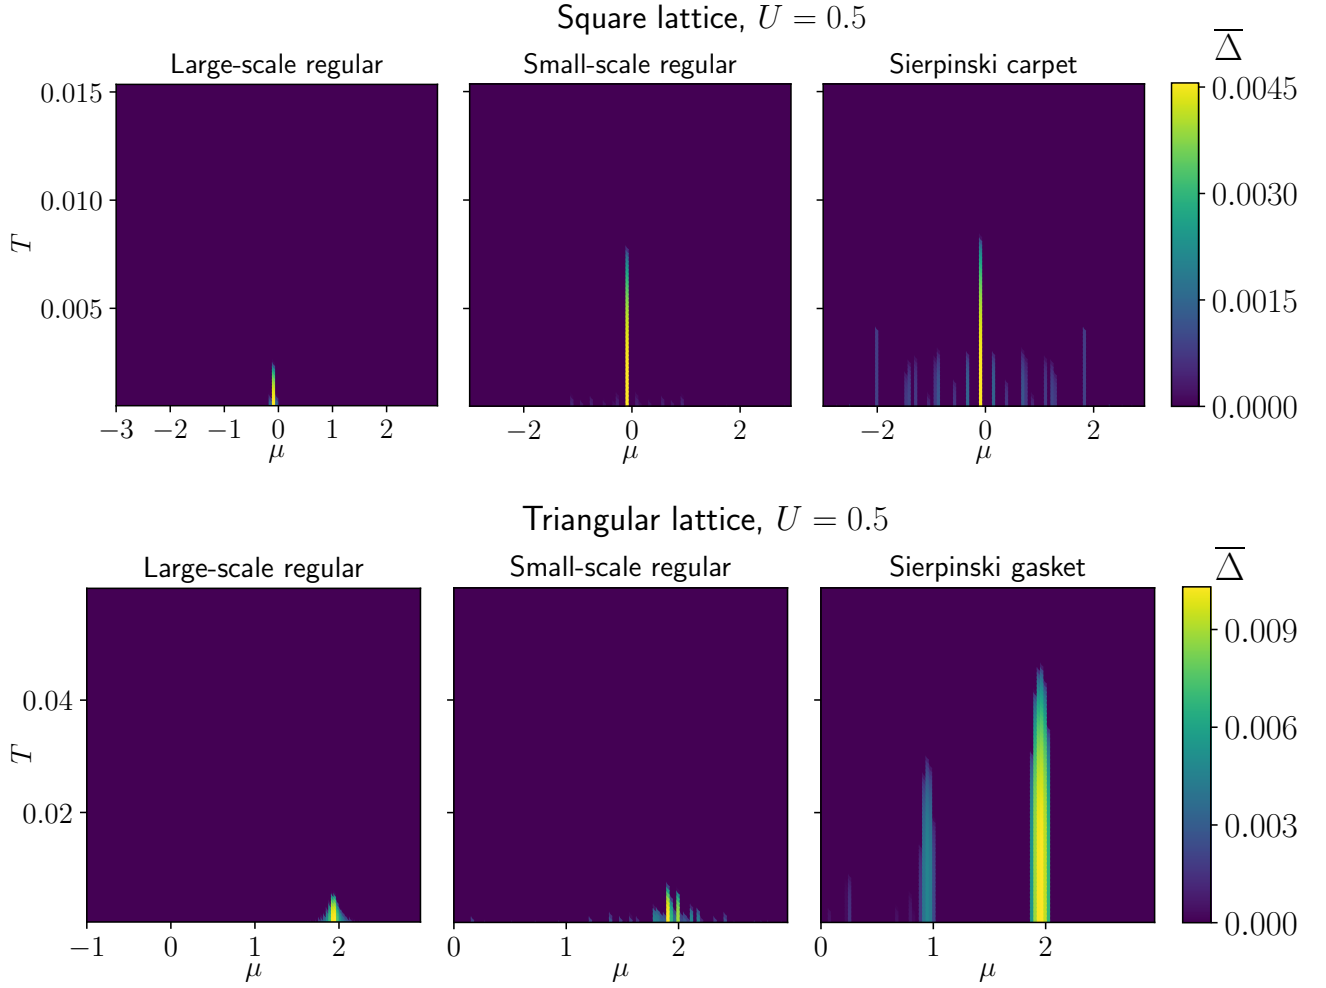 Square lattice, U = 0.5
Large-scale regular
Small-scale regular
Sierpinski carpet
Δ̅
0.015
0.010
0.005
T
−3 −2 −1 0 1 2
μ
−2 0 2
μ
−2 0 2
μ
0.0045
0.0030
0.0015
0.0000
Triangular lattice, U = 0.5
Large-scale regular
Small-scale regular
Sierpinski gasket
Δ̅
0.04
0.02
T
−1 0 1 2
μ
0 1 2
μ
0 1 2
μ
0.009
0.006
0.003
0.000